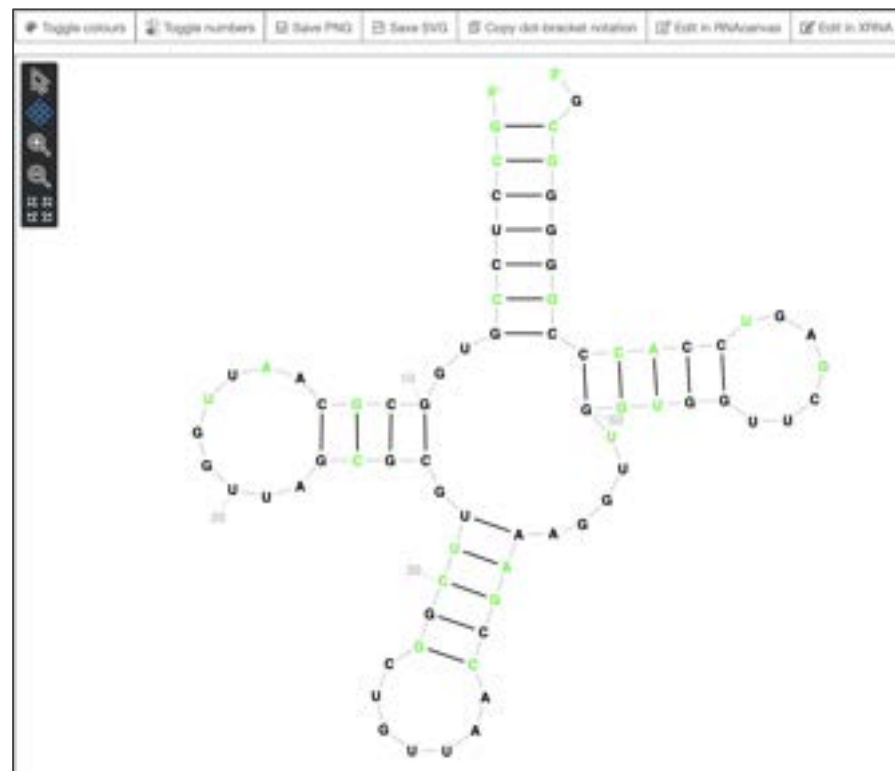 Toggle colours
Toggle numbers
Save PNG
Save SVG
Copy dot-bracket notation
Edit in RNAcanvas
Edit in XRNA
G C C U C C G U G G C G C A A U U G G U U A G C G C G U U C G G C U G U U A A C C G A A A G G U U G G U G G U U C G A G U C C A C C C G G G G G C G